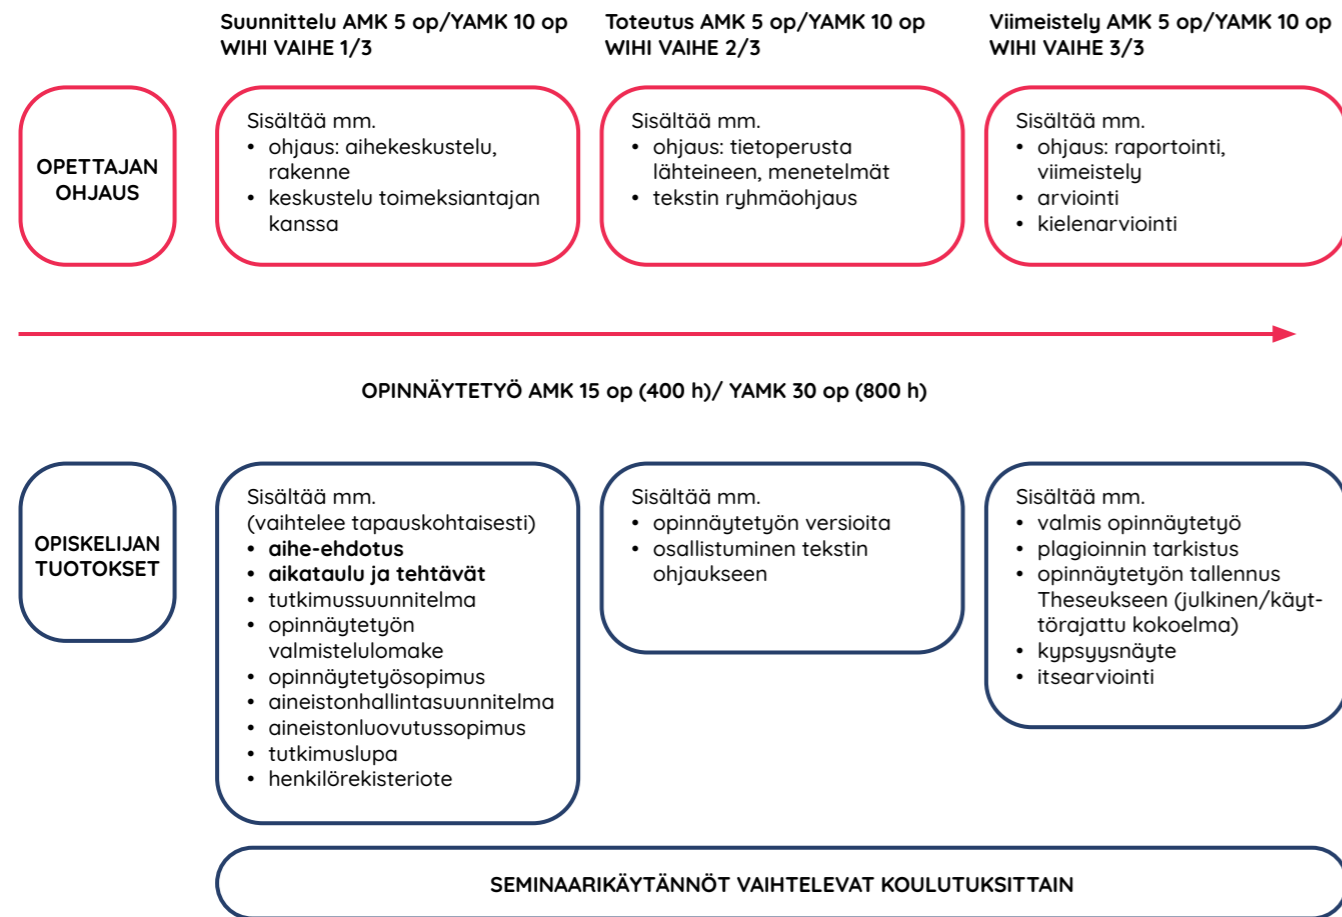 Suunnittelu AMK 5 op/YAMK 10 op
WIHI VAIHE 1/3
Toteutus AMK 5 op/YAMK 10 op
WIHI VAIHE 2/3
Viimeistely AMK 5 op/YAMK 10 op
WIHI VAIHE 3/3
OPETTAJAN
OHJAUS
Sisältää mm.
• ohjaus: aihekeskustelu,
rakenne
• keskustelu toimeksiantajan
kanssa
Sisältää mm.
• ohjaus: tietoperusta
lähteineen, menetelmät
• tekstin ryhmäohjaus
Sisältää mm.
• ohjaus: raportointi,
viimeistely
• arviointi
• kielenarviointi
OPINNÄYTETYÖ AMK 15 op (400 h)/ YAMK 30 op (800 h)
OPISKELIJAN
TUOTOKSET
Sisältää mm.
(vaihtelee tapauskohtaisesti)
• aihe-ehdotus
• aikataulu ja tehtävät
• tutkimussuunnitelma
• opinnäytetyön
valmistelulomake
• opinnäytetyösopimus
• aineistonhallintasuunnitelma
• aineistonluovutussopimus
• tutkimuslupa
• henkilörekisteriote
Sisältää mm.
• opinnäytetyön versioita
• osallistuminen tekstin
ohjaukseen
Sisältää mm.
• valmis opinnäytetyö
• plagioinnin tarkistus
• opinnäytetyön tallennus
Theseukseen (julkinen/käyt-
törajattu kokoelma)
• kypsyysnäyte
• itsearviointi
SEMINAARIKÄYTÄNNÖT VAIHTELEVAT KOULUTUKSITTAIN